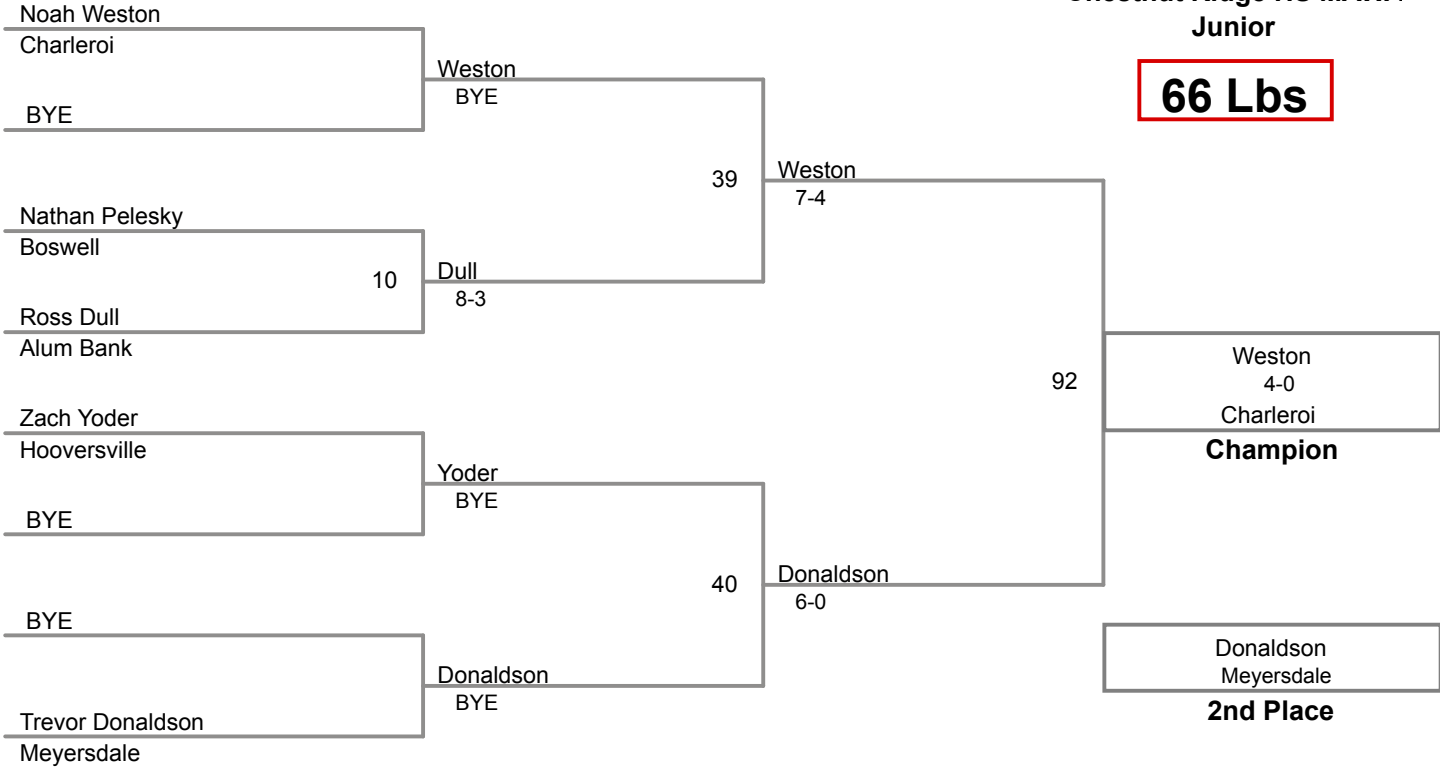 Junior
66 Lbs
Noah Weston
Charleroi
BYE
Nathan Pelesky
Boswell
Ross Dull
Alum Bank
Zach Yoder
Hooversville
BYE
BYE
Trevor Donaldson
Meyersdale
Weston
BYE
10
Dull
8-3
Yoder
BYE
Donaldson
BYE
39
Weston
7-4
40
Donaldson
6-0
92
Weston
4-0
Charleroi
Champion
Donaldson
Meyersdale
2nd Place